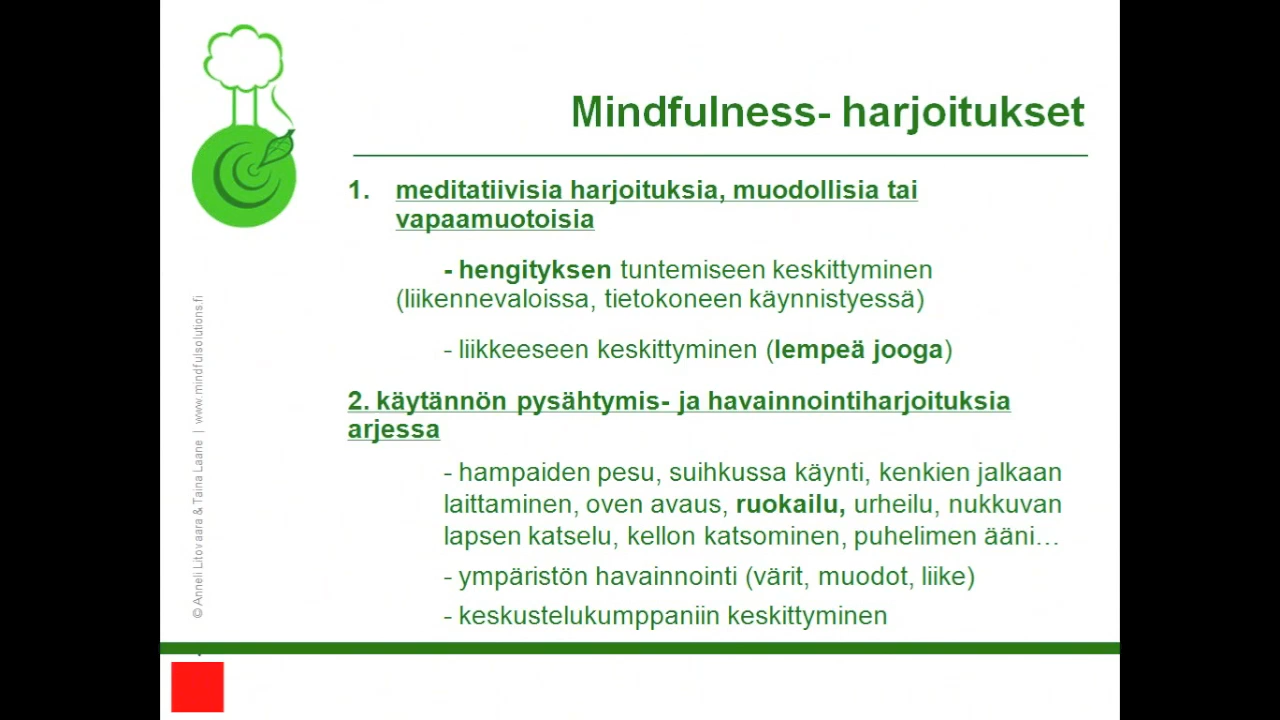 Mindfulness- harjoitukset
1. meditatiivisia harjoituksia, muodollisia tai
vapaamuotoisia
- hengityksen tuntemiseen keskittyminen
(liikennevaloissa, tietokoneen käynnistyessä)
- liikkeeseen keskittyminen (lempeä jooga)
2. käytännön pysähtymis- ja havainnointiharjoituksia
arjessa
- hampaiden pesu, suihkussa käynti, kenkien jalkaan
laittaminen, oven avaus, ruokailu, urheilu, nukkuvan
lapsen katselu, kellon katsominen, puhelimen ääni…
- ympäristön havainnointi (värit, muodot, liike)
- keskustelukumppaniin keskittyminen
© Anneli Litovaara & Taina Laane | www.mindfulsolutions.fi